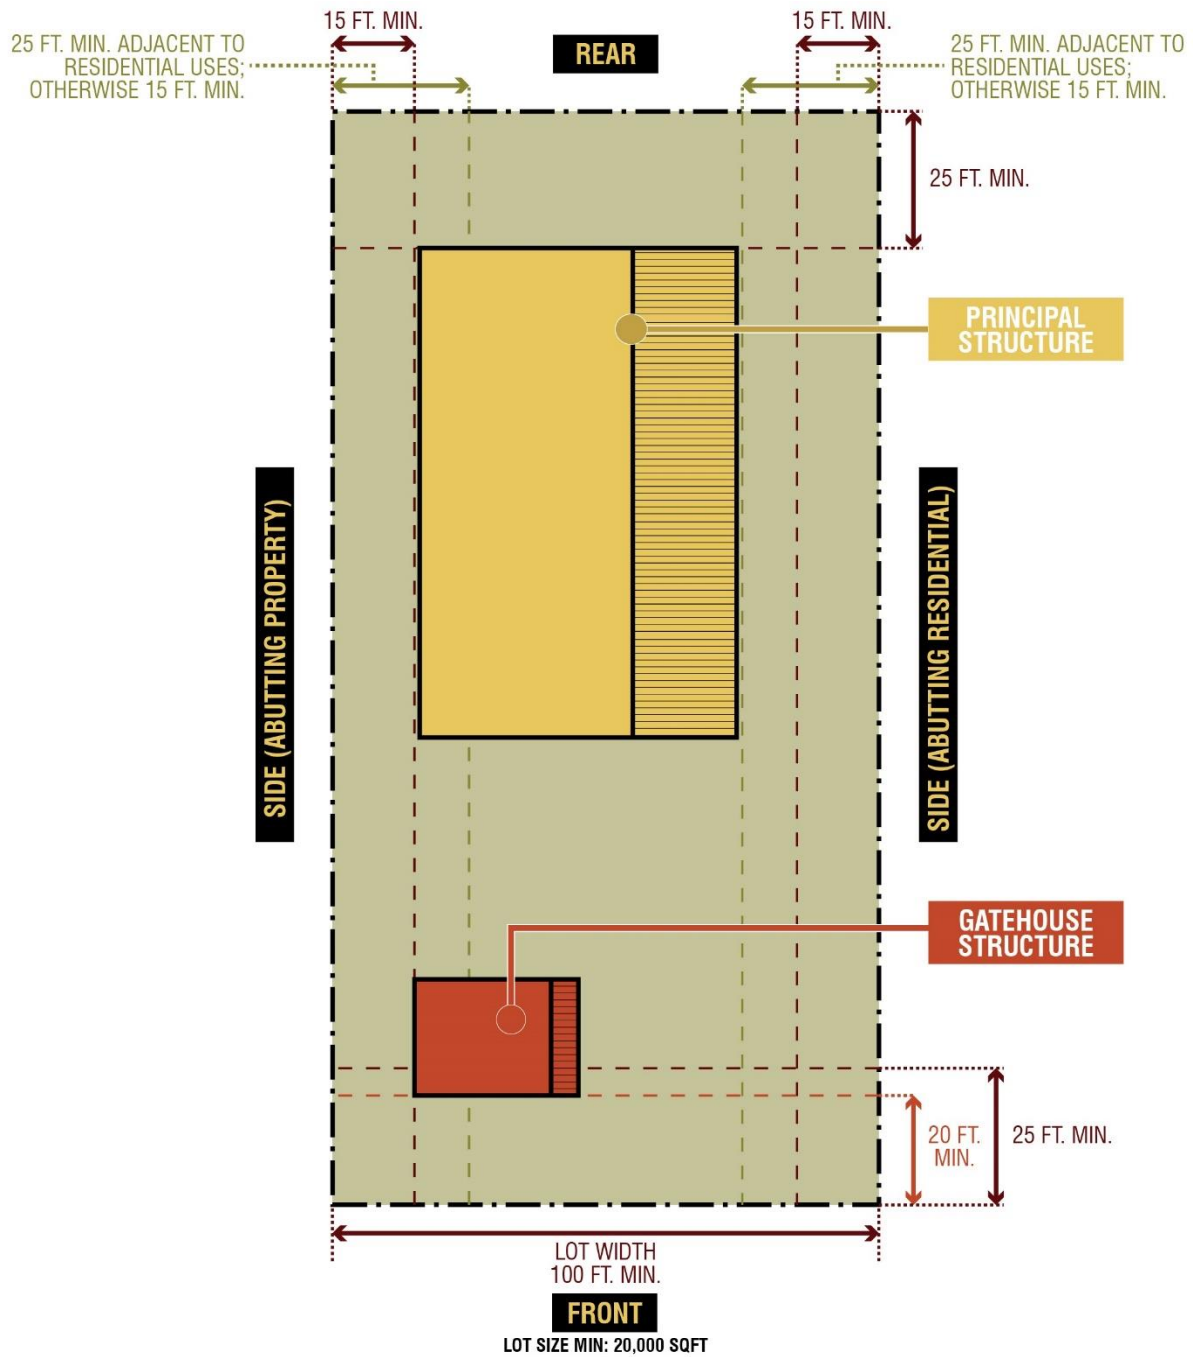 15 FT. MIN.
15 FT. MIN.
25 FT. MIN. ADJACENT TO
RESIDENTIAL USES;
OTHERWISE 15 FT. MIN.
REAR
25 FT. MIN. ADJACENT TO
RESIDENTIAL USES;
OTHERWISE 15 FT. MIN.
25 FT. MIN.
PRINCIPAL
STRUCTURE
SIDE (ABUTTING PROPERTY)
SIDE (ABUTTING RESIDENTIAL)
GATEHOUSE
STRUCTURE
20 FT.
MIN.
25 FT. MIN.
LOT WIDTH
100 FT. MIN.
FRONT
LOT SIZE MIN: 20,000 SQFT